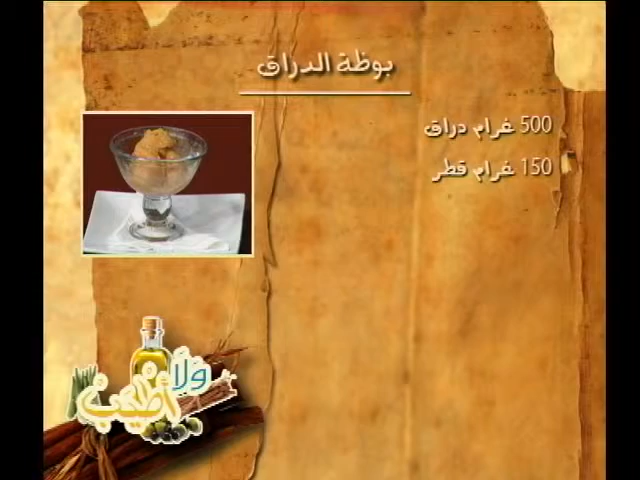 بوظة الدراق
500 غرام دراق
150 غرام قطر
ولا أطيب